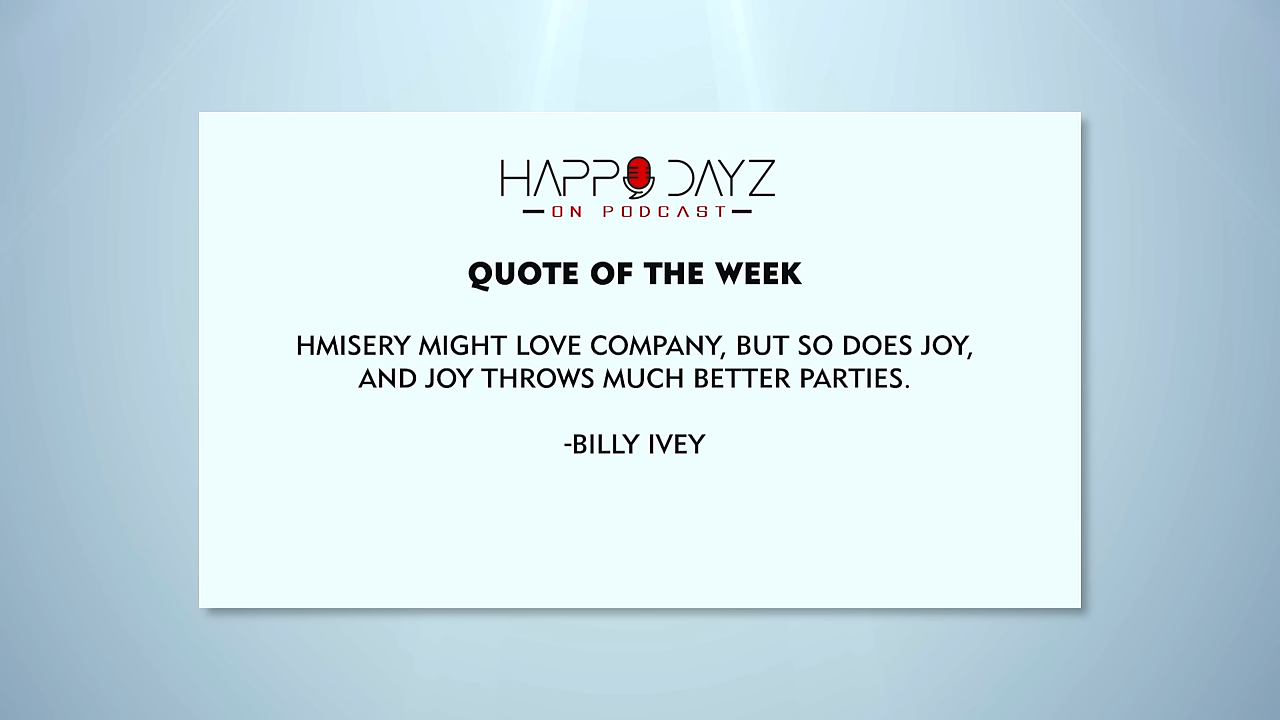 HAPPO DAYZ
ON PODCAST
QUOTE OF THE WEEK
HMISERY MIGHT LOVE COMPANY, BUT SO DOES JOY,
AND JOY THROWS MUCH BETTER PARTIES.
-BILLY IVEY